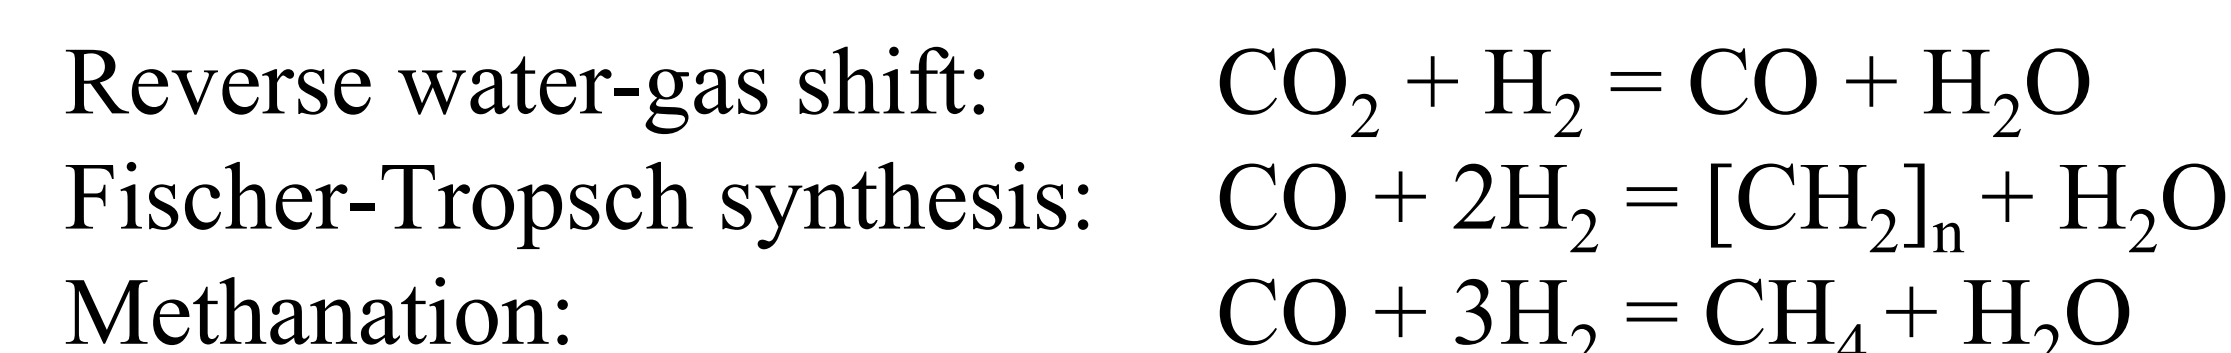 Reverse water-gas shift: CO₂ + H₂ = CO + H₂O
Fischer-Tropsch synthesis: CO + 2H₂ = [CH₂]ₙ + H₂O
Methanation: CO + 3H₂ = CH₄ + H₂O